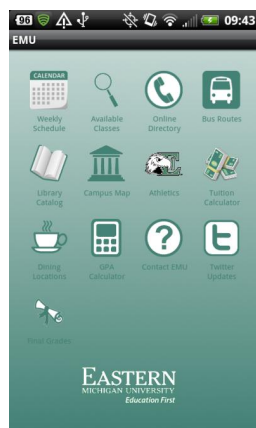 96
09:43
EMU
CALENDAR
Weekly
Schedule
Available
Classes
Online
Directory
Bus Routes
Library
Catalog
Campus Map
Athletics
Tuition
Calculator
Dining
Locations
GPA
Calculator
Contact EMU
Twitter
Updates
Final Grades
EASTERN
MICHIGAN UNIVERSITY
Education First